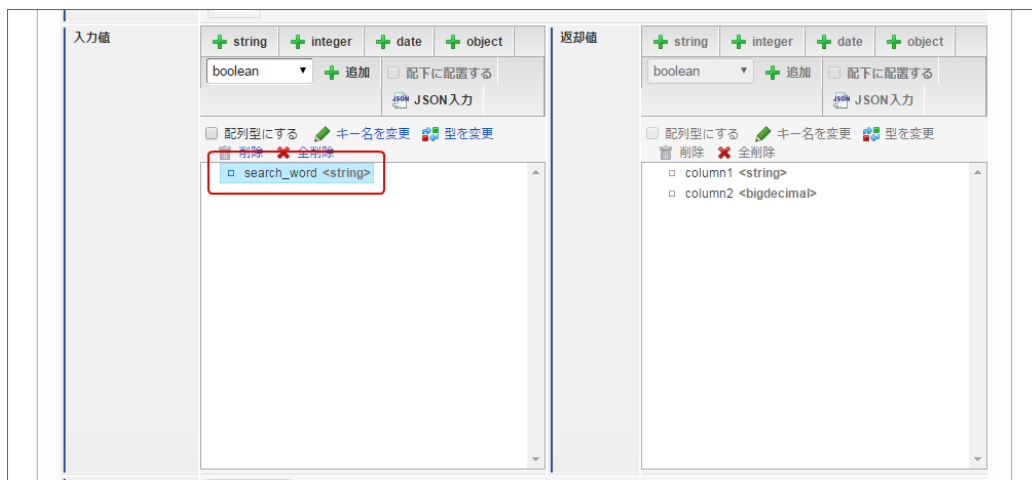 入力値
string integer date object
boolean 追加 配下に配置する
JSON JSON入力
配列型にする キー名を変更 型を変更
削除 全削除
search_word <string>
返却値
string integer date object
boolean 追加 配下に配置する
JSON JSON入力
配列型にする キー名を変更 型を変更
削除 全削除
column1 <string>
column2 <bigdecimal>